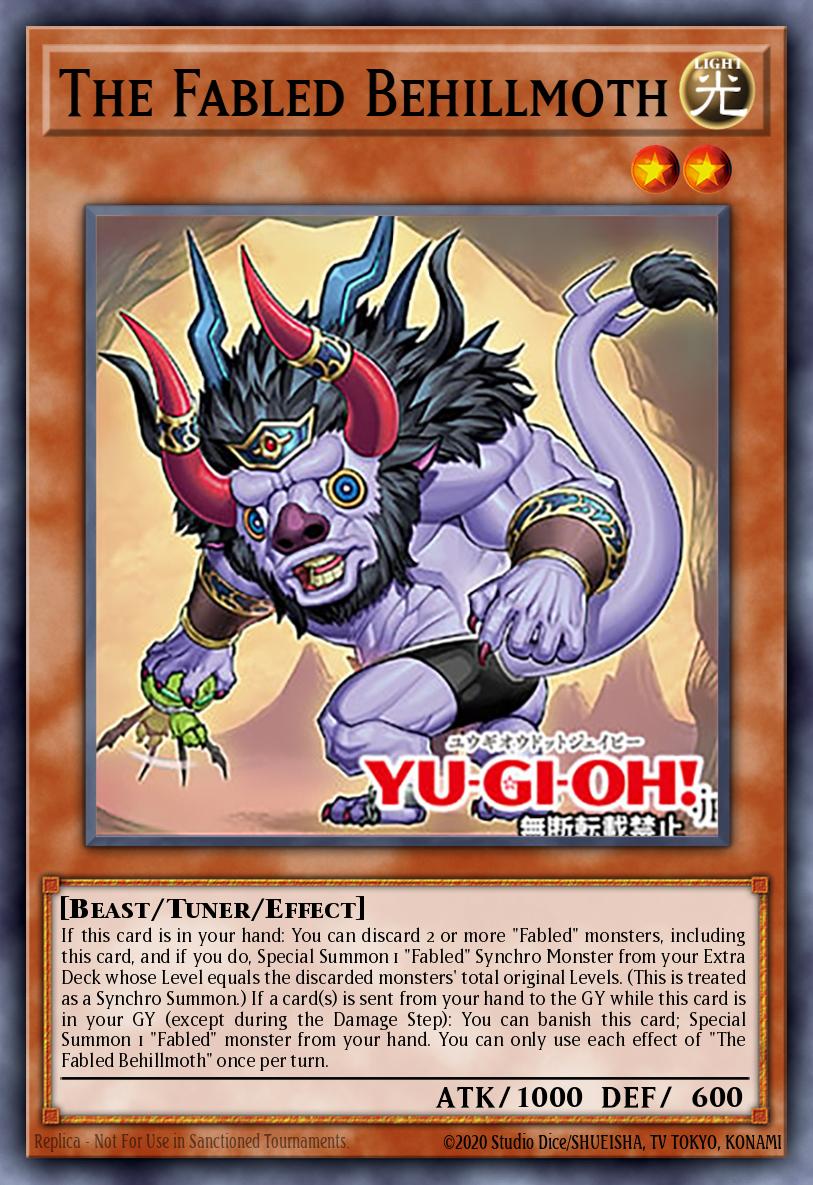 THE FABLED BEHILLMOTH
LIGHT
光
ユウギオウドットジェイピー
YU-GI-OH!
.jp
無断転載禁止
[BEAST/TUNER/EFFECT]
If this card is in your hand: You can discard 2 or more "Fabled" monsters, including
this card, and if you do, Special Summon 1 "Fabled" Synchro Monster from your Extra
Deck whose Level equals the discarded monsters' total original Levels. (This is treated
as a Synchro Summon.) If a card(s) is sent from your hand to the GY while this card is
in your GY (except during the Damage Step): You can banish this card; Special
Summon 1 "Fabled" monster from your hand. You can only use each effect of "The
Fabled Behillmoth" once per turn.
ATK/1000 DEF/ 600
Replica - Not For Use in Sanctioned Tournaments.
©2020 Studio Dice/SHUEISHA, TV TOKYO, KONAMI